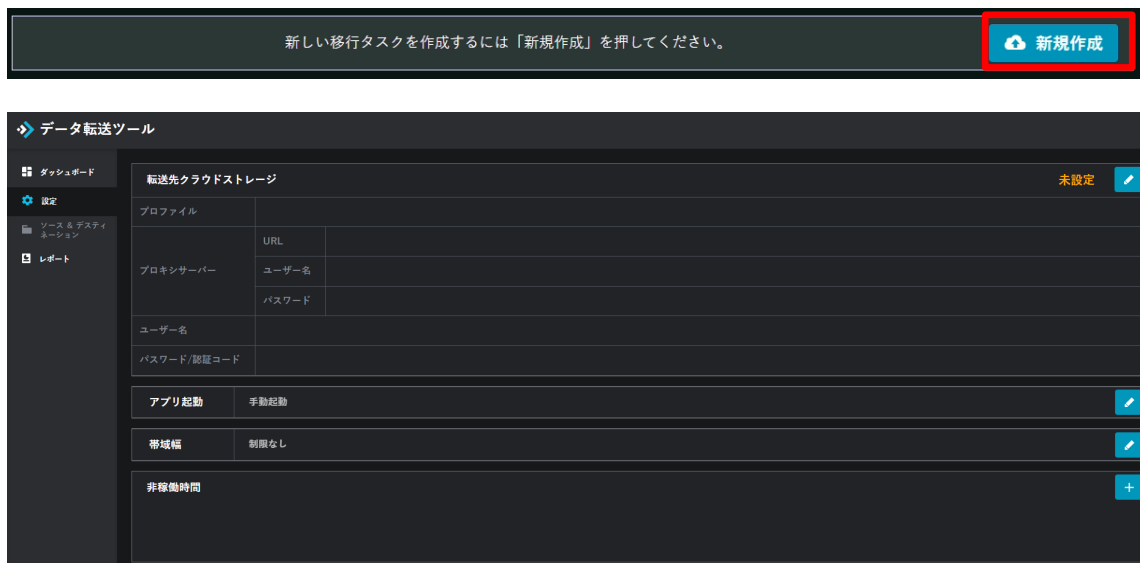 新しい移行タスクを作成するには「新規作成」を押してください。
新規作成
データ転送ツール
ダッシュボード
設定
ソース & デスティ
ネーション
レポート
転送先クラウドストレージ
未設定
プロファイル
プロキシサーバー
URL
ユーザー名
パスワード
ユーザー名
パスワード/認証コード
アプリ起動
手動起動
帯域幅
制限なし
非稼働時間